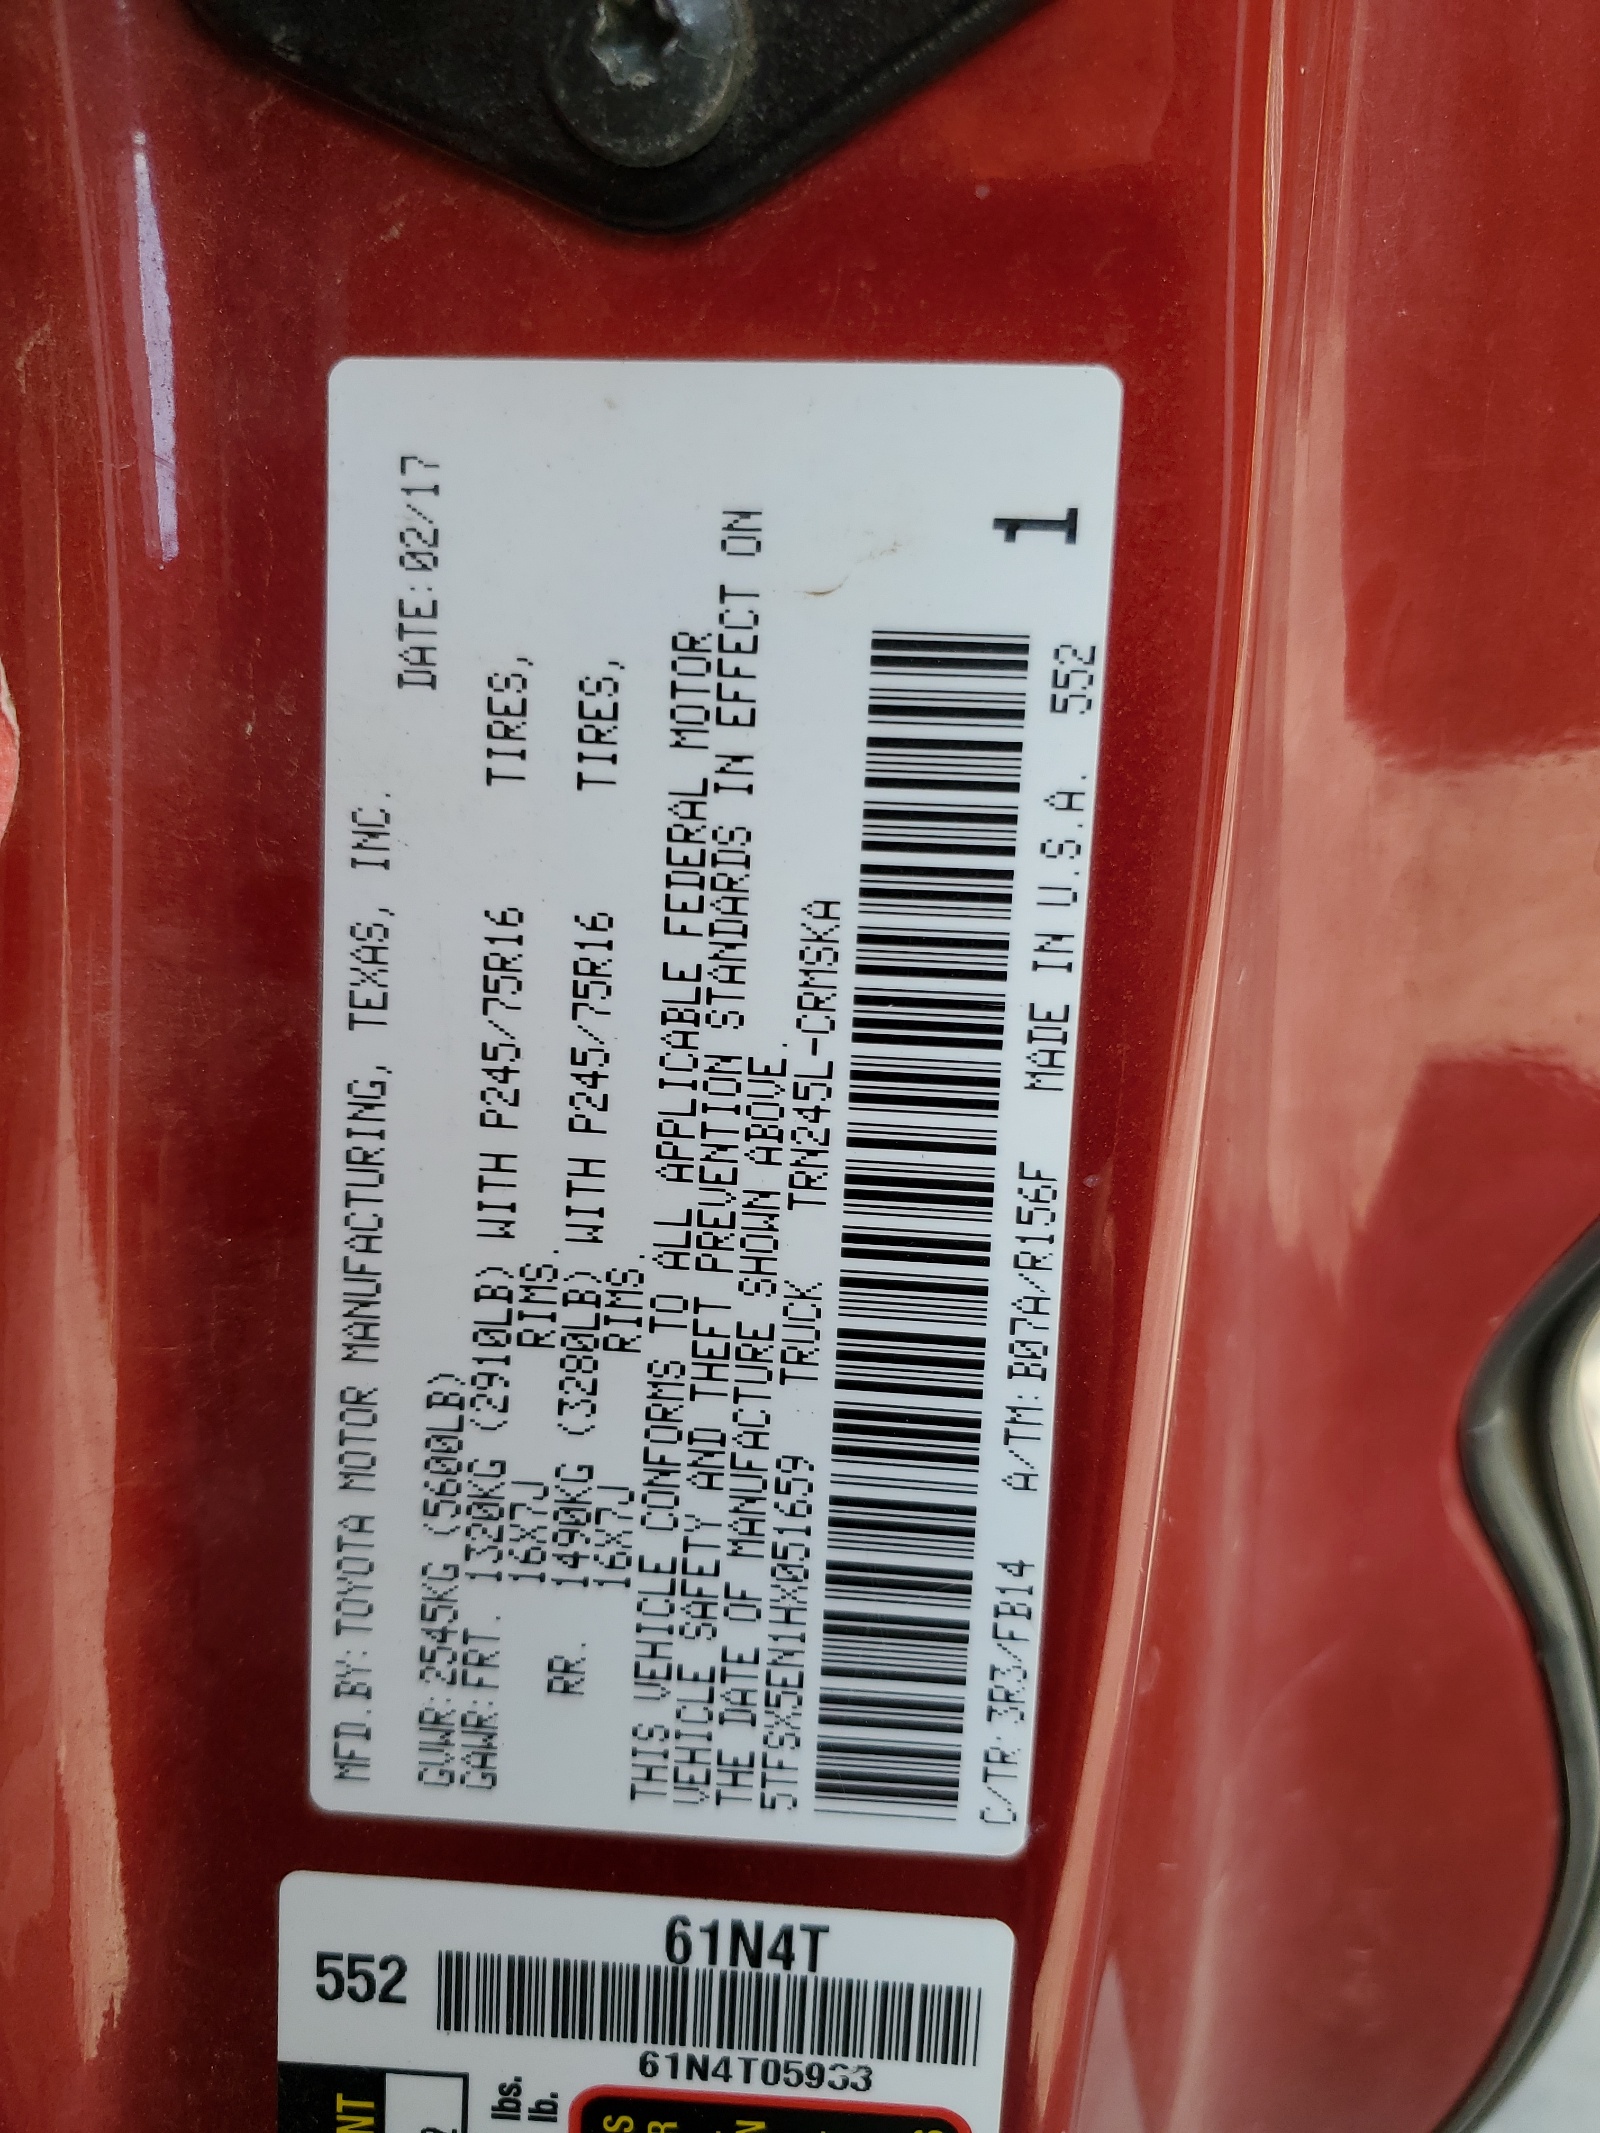 MFD.BY:TOYOTA MOTOR MANUFACTURING, TEXAS, INC.
DATE:02/17
GVWR:2545KG (5600LB)
GAWR:FRT. 1320KG (2910LB) WITH P245/75R16 TIRES,
16X7J RIMS.
RR. 1490KG (3280LB) WITH P245/75R16 TIRES,
16X7J RIMS.
THIS VEHICLE CONFORMS TO ALL APPLICABLE FEDERAL MOTOR
VEHICLE SAFETY AND THEFT PREVENTION STANDARDS IN EFFECT ON
THE DATE OF MANUFACTURE SHOWN ABOVE.
5TFSX5EN1HX051659 TRUCK TRN245L-CRMSKA
1
C/TR:3R3/FB14 A/TM:B07A/R156F MADE IN U.S.A. 552
552
61N4T
61N4T05933
lbs.
lb.